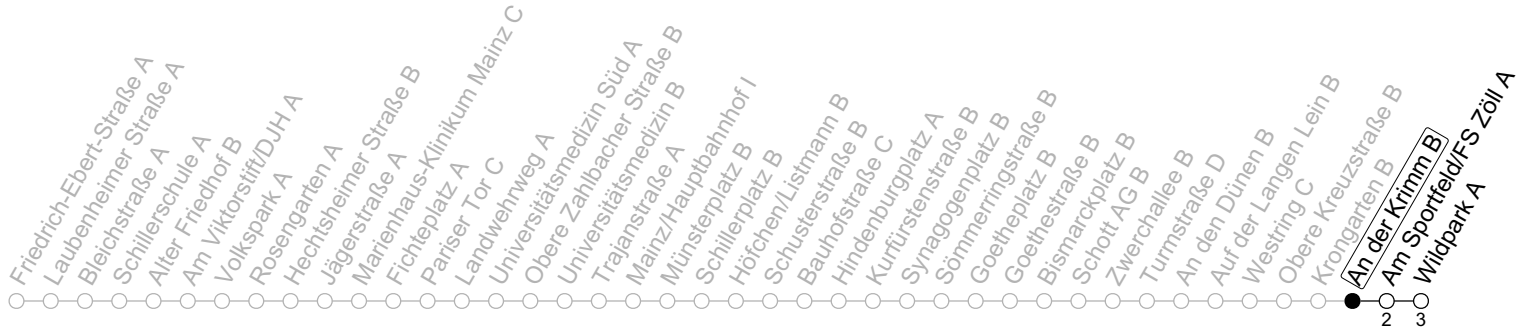 Friedrich-Ebert-Straße A
Laubenheimer Straße A
Bleichstraße A
Schillerschule A
Alter Friedhof B
Am Viktorstift/DJH A
Volkspark A
Rosengarten A
Hechtsheimer Straße B
Jägerstraße A
Marienhaus-Klinikum Mainz C
Fichteplatz A
Pariser Tor C
Landwehrweg A
Universitätsmedizin Süd A
Obere Zahlbacher Straße B
Universitätsmedizin B
Trajanstraße A
Mainz/Hauptbahnhof I
Münsterplatz B
Schillerplatz B
Höfchen/Listmann B
Schusterstraße B
Bauhofstraße C
Hindenburgplatz A
Kurfürstenstraße B
Synagogenplatz B
Sömmerringstraße B
Goetheplatz B
Goethestraße B
Bismarckplatz B
Schott AG B
Zwerchallee B
Turmstraße D
An den Dünen B
Auf der Langen Lein B
Westring C
Obere Kreuzstraße B
Krongarten B
An der Krimm B
Am Sportfeld/FS Zöll A
Wildpark A
2 3